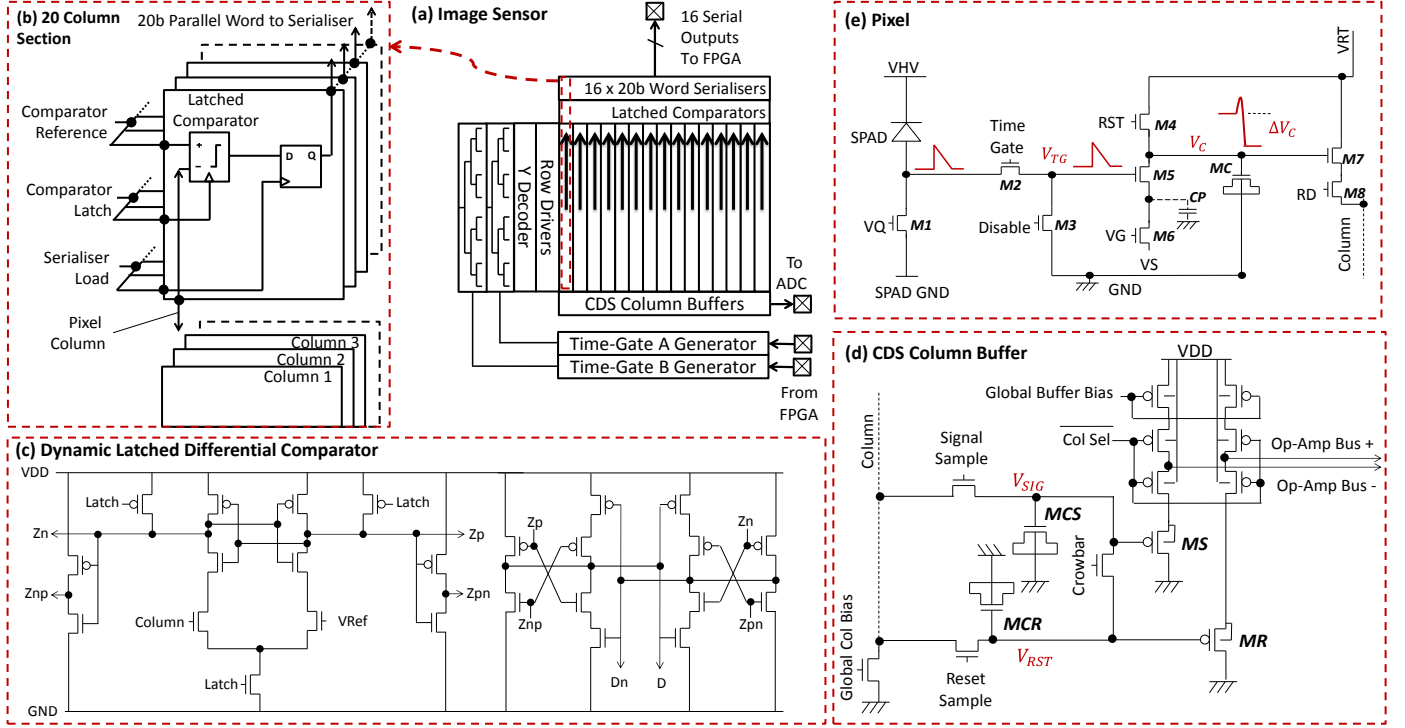 (b) 20 Column
Section
20b Parallel Word to Serialiser
Latched
Comparator
Comparator
Reference
+
−
D Q
Comparator
Latch
Serialiser
Load
Pixel
Column
Column 3
Column 2
Column 1
(a) Image Sensor
16 Serial
Outputs
To FPGA
16 x 20b Word Serialisers
Latched Comparators
Y Decoder
Row Drivers
To
ADC
CDS Column Buffers
Time-Gate A Generator
Time-Gate B Generator
From
FPGA
(e) Pixel
VRT
VHV
SPAD
Time
Gate
M2
VTG
RST
M4
VC
ΔVC
MC
M5
M7
CP
RD
M8
VQ
M1
Disable
M3
VG
M6
VS
Column
GND
SPAD GND
(c) Dynamic Latched Differential Comparator
VDD
Latch
Latch
Zn
Zp
Zp
Zn
Znp
Zpn
Znp
Zpn
Column
VRef
Latch
Dn
D
GND
(d) CDS Column Buffer
VDD
Global Buffer Bias
Col Sel
Op-Amp Bus +
Op-Amp Bus -
Column
Signal
Sample
VSIG
MCS
MS
Crowbar
MCR
MR
VRST
Reset
Sample
Global Col Bias